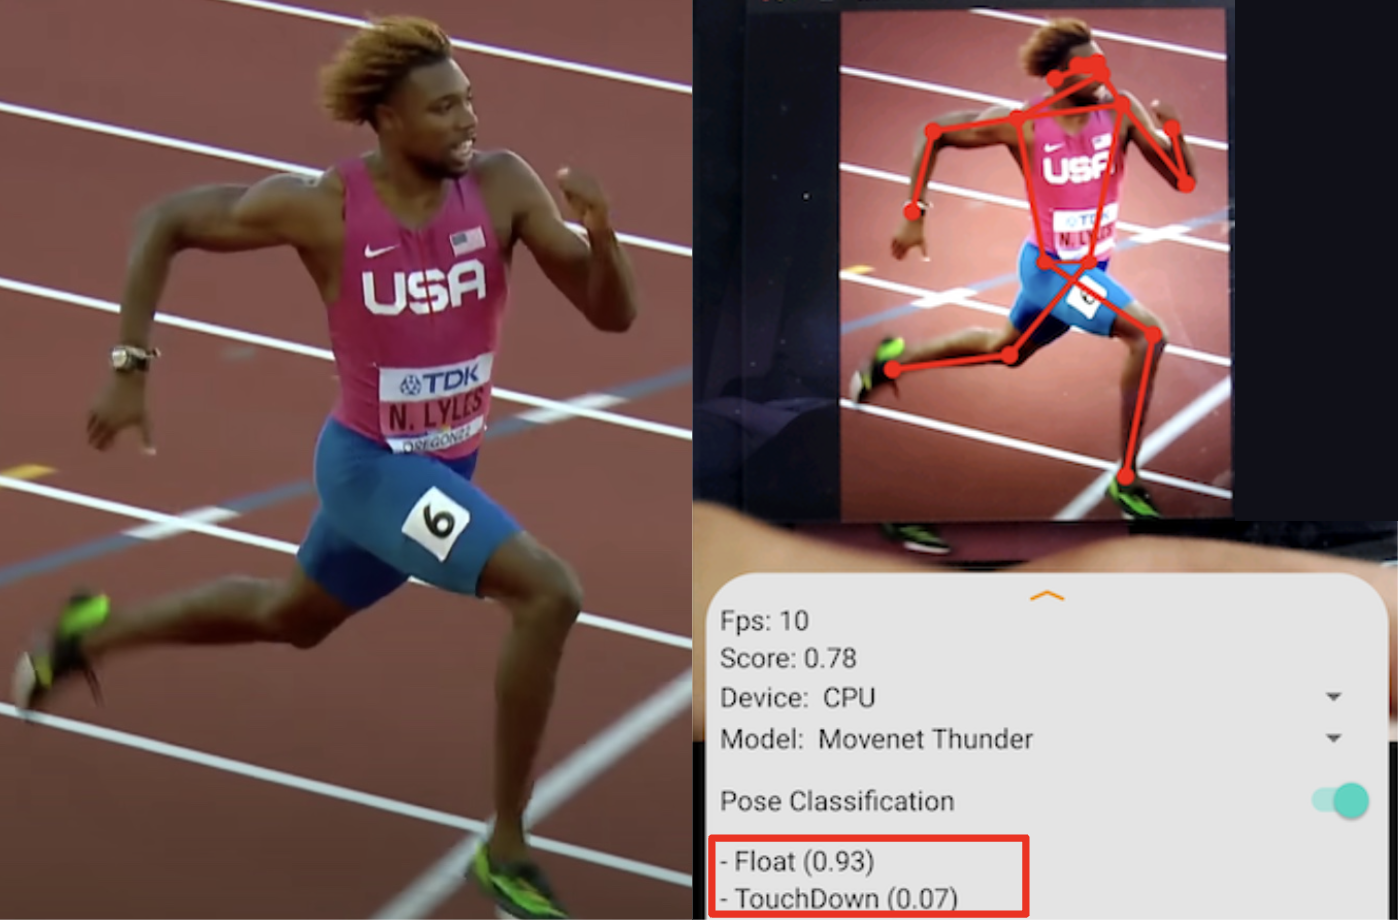 USA
TDK
N. LYLES
OREGON22
6
USA
TDK
N. LYLES
6
Fps: 10
Score: 0.78
Device: CPU
Model: Movenet Thunder
Pose Classification
- Float (0.93)
- TouchDown (0.07)